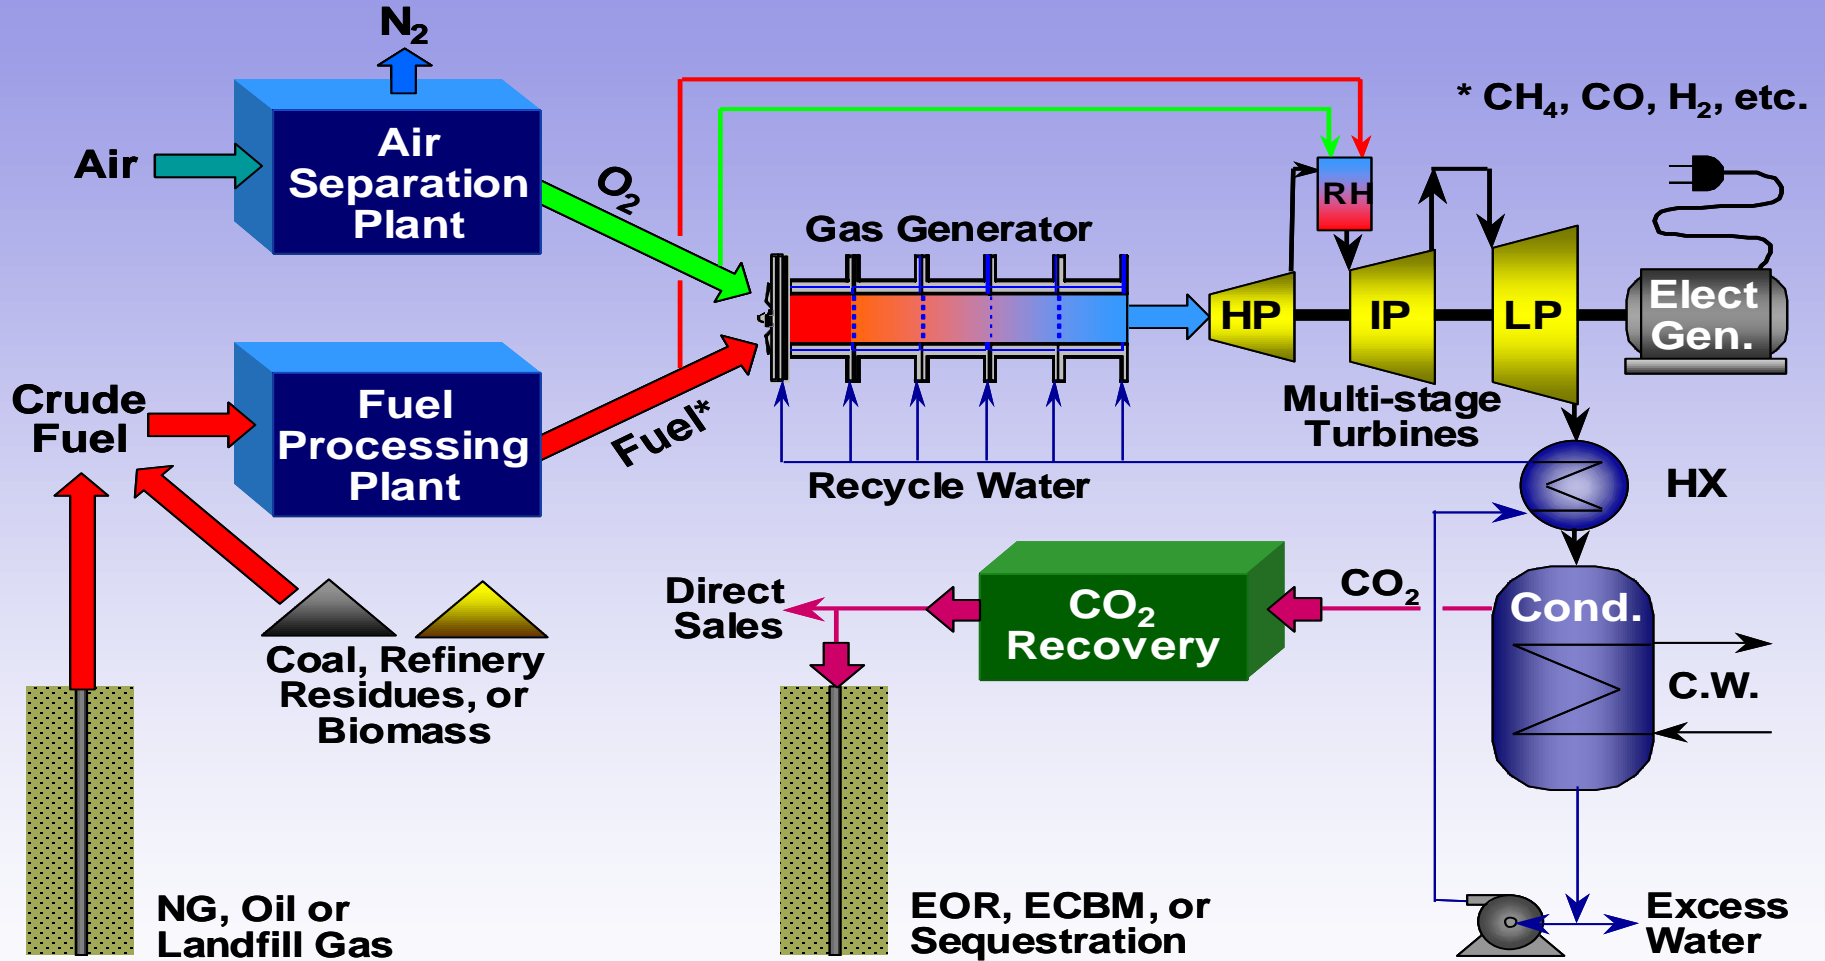 N₂
Air
Air
Separation
Plant
O₂
* CH₄, CO, H₂, etc.
RH
Gas Generator
HP
IP
LP
Elect
Gen.
Multi-stage
Turbines
Crude
Fuel
Fuel
Processing
Plant
Fuel*
Recycle Water
HX
Direct
Sales
CO₂
Recovery
CO₂
Cond.
C.W.
Coal, Refinery
Residues, or
Biomass
NG, Oil or
Landfill Gas
EOR, ECBM, or
Sequestration
Excess
Water